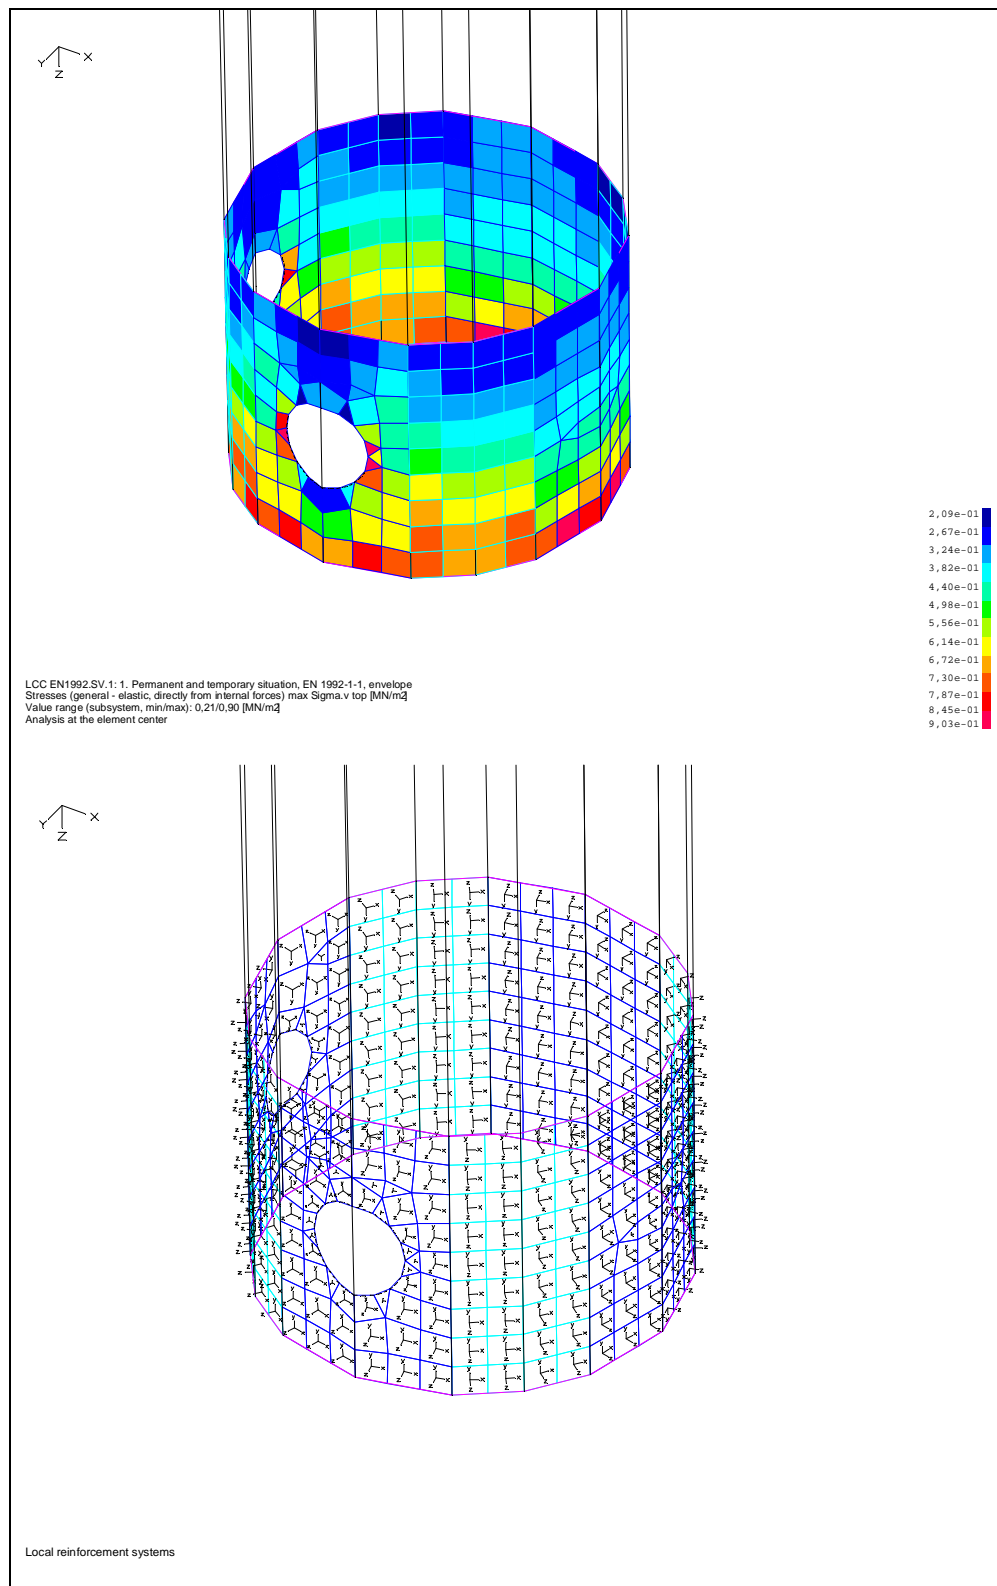 Y X
Z
2,09e-01
2,67e-01
3,24e-01
3,82e-01
4,40e-01
4,98e-01
5,56e-01
6,14e-01
6,72e-01
7,30e-01
7,87e-01
8,45e-01
9,03e-01
LCC EN1992.SV.1: 1. Permanent and temporary situation, EN 1992-1-1, envelope
Stresses (general - elastic, directly from internal forces) max Sigma.v top [MN/m²]
Value range (subsystem, min/max): 0,21/0,90 [MN/m²]
Analysis at the element center
Y X
Z
Local reinforcement systems